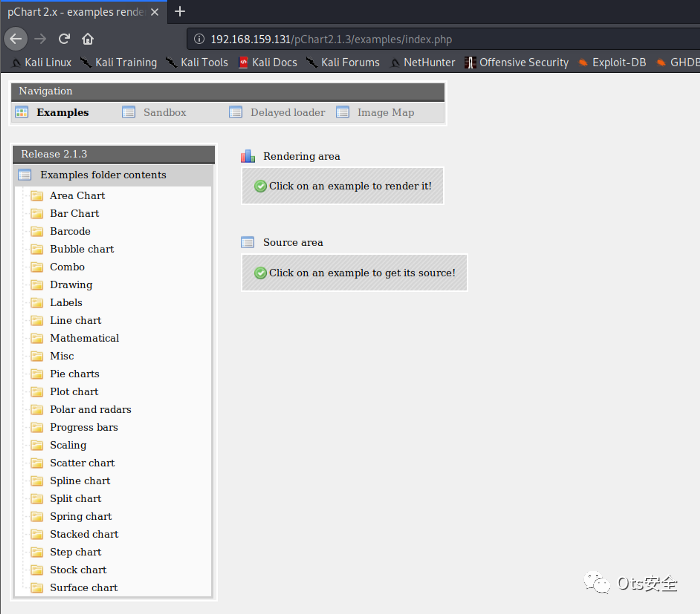 pChart 2.x - examples rende
192.168.159.131/pChart2.1.3/examples/index.php
Kali Linux Kali Training Kali Tools Kali Docs Kali Forums NetHunter Offensive Security Exploit-DB GHDB
Navigation
Examples Sandbox Delayed loader Image Map
Release 2.1.3
Examples folder contents
Area Chart
Bar Chart
Barcode
Bubble chart
Combo
Drawing
Labels
Line chart
Mathematical
Misc
Pie charts
Plot chart
Polar and radars
Progress bars
Scaling
Scatter chart
Spline chart
Split chart
Spring chart
Stacked chart
Step chart
Stock chart
Surface chart
Rendering area
Click on an example to render it!
Source area
Click on an example to get its source!
Ots安全